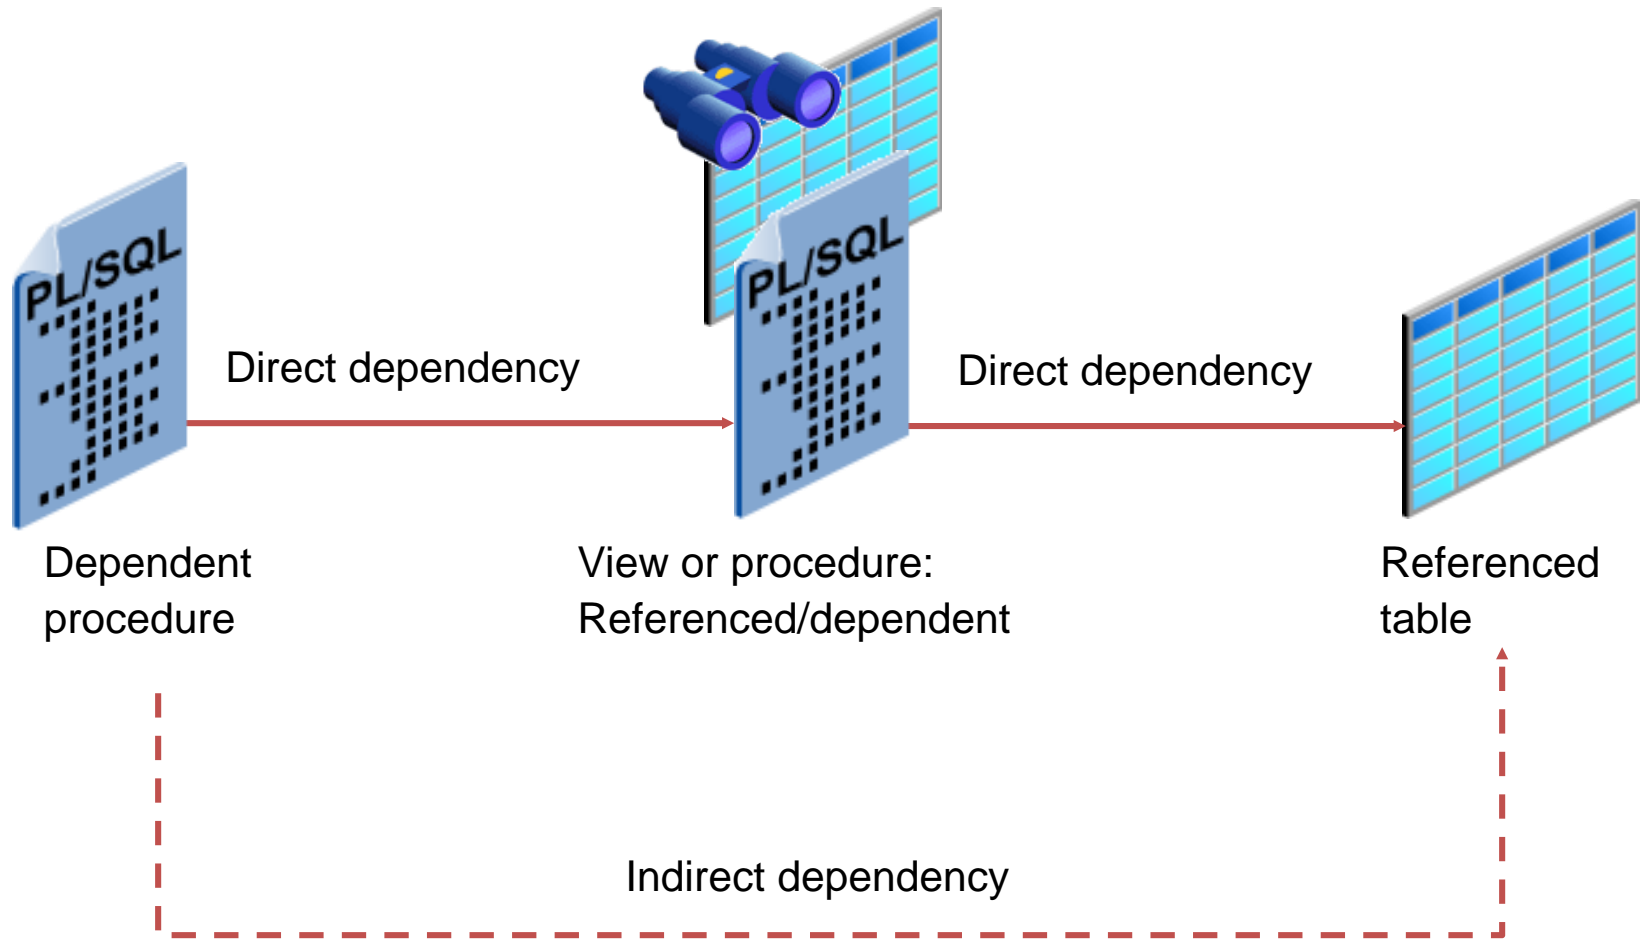 PL/SQL
PL/SQL
Direct dependency
Direct dependency
Dependent
procedure
View or procedure:
Referenced/dependent
Referenced
table
Indirect dependency